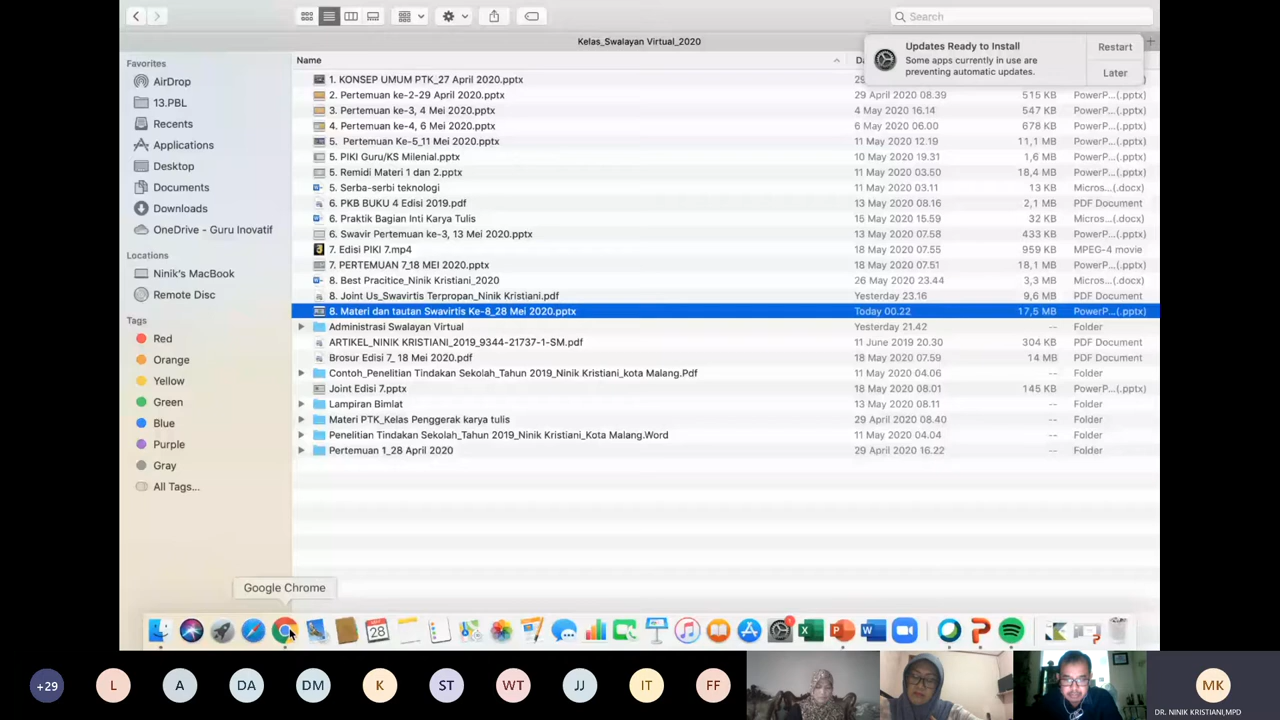 Search
Kelas_Swalayan Virtual_2020
Updates Ready to Install
Some apps currently in use are
preventing automatic updates.
Restart
Later
Favorites
AirDrop
13.PBL
Recents
Applications
Desktop
Documents
Downloads
OneDrive - Guru Inovatif
Locations
Ninik's MacBook
Remote Disc
Tags
Red
Orange
Yellow
Green
Blue
Purple
Gray
All Tags...
Name
1. KONSEP UMUM PTK_27 April 2020.pptx
2. Pertemuan ke-2-29 April 2020.pptx 29 April 2020 08.39 515 KB PowerP...(.pptx)
3. Pertemuan ke-3, 4 Mei 2020.pptx 4 May 2020 16.14 547 KB PowerP...(.pptx)
4. Pertemuan ke-4, 6 Mei 2020.pptx 6 May 2020 06.00 678 KB PowerP...(.pptx)
5. Pertemuan Ke-5_11 Mei 2020.pptx 11 May 2020 12.19 11,1 MB PowerP...(.pptx)
5. PIKI Guru/KS Milenial.pptx 10 May 2020 19.31 1,6 MB PowerP...(.pptx)
5. Remidi Materi 1 dan 2.pptx 11 May 2020 03.50 18,4 MB PowerP...(.pptx)
5. Serba-serbi teknologi 11 May 2020 03.11 13 KB Micros...(.docx)
6. PKB BUKU 4 Edisi 2019.pdf 13 May 2020 08.16 2,1 MB PDF Document
6. Praktik Bagian Inti Karya Tulis 15 May 2020 15.59 32 KB Micros...(.docx)
6. Swavir Pertemuan ke-3, 13 Mei 2020.pptx 13 May 2020 07.58 433 KB PowerP...(.pptx)
7. Edisi PIKI 7.mp4 18 May 2020 07.55 959 KB MPEG-4 movie
7. PERTEMUAN 7_18 MEI 2020.pptx 18 May 2020 07.51 18,1 MB PowerP...(.pptx)
8. Best Pracitice_Ninik Kristiani_2020 26 May 2020 23.44 3,3 MB Micros...(.docx)
8. Joint Us_Swavirtis Terpropan_Ninik Kristiani.pdf Yesterday 23.16 9,6 MB PDF Document
8. Materi dan tautan Swavirtis Ke-8_28 Mei 2020.pptx Today 00.22 17,5 MB PowerP...(.pptx)
Administrasi Swalayan Virtual Yesterday 21.42 -- Folder
ARTIKEL_NINIK KRISTIANI_2019_9344-21737-1-SM.pdf 11 June 2019 20.30 304 KB PDF Document
Brosur Edisi 7_ 18 Mei 2020.pdf 18 May 2020 07.59 14 MB PDF Document
Contoh_Penelitian Tindakan Sekolah_Tahun 2019_Ninik Kristiani_kota Malang.Pdf 11 May 2020 04.06 -- Folder
Joint Edisi 7.pptx 18 May 2020 08.01 145 KB PowerP...(.pptx)
Lampiran Bimlat 13 May 2020 08.11 -- Folder
Materi PTK_Kelas Penggerak karya tulis 29 April 2020 08.40 -- Folder
Penelitian Tindakan Sekolah_Tahun 2019_Ninik Kristiani_Kota Malang.Word 11 May 2020 04.04 -- Folder
Pertemuan 1_28 April 2020 29 April 2020 16.22 -- Folder
Google Chrome
28
+29 L A DA DM K ST WT JJ IT FF MK
DR. NINIK KRISTIANI,MPD